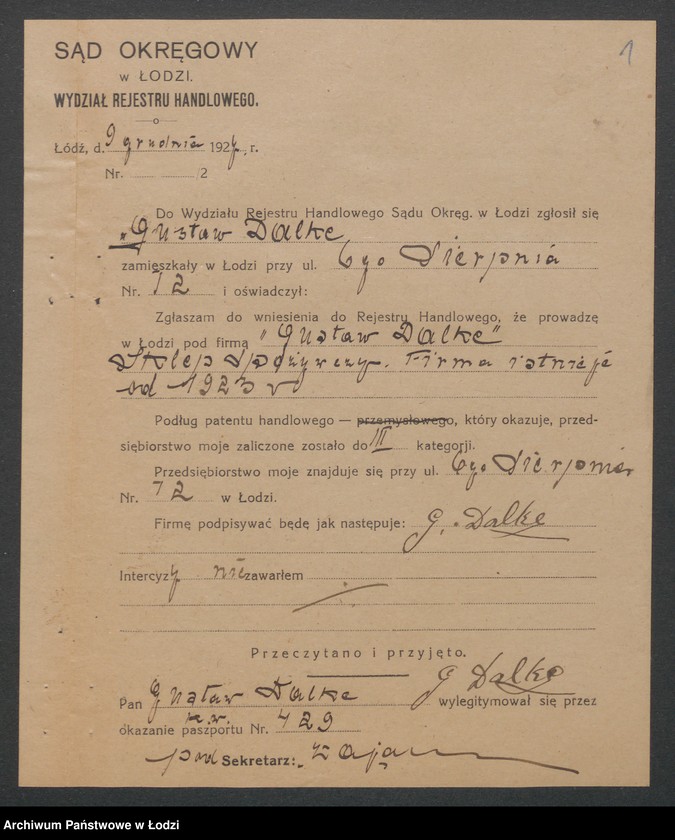 SĄD OKRĘGOWY
1
w ŁODZI.
WYDZIAŁ REJESTRU HANDLOWEGO.
Łódź, d. 9 grudnia 1927, r.
Nr. /2
Do Wydziału Rejestru Handlowego Sądu Okręg. w Łodzi zgłosił się
Gustaw Dalke
zamieszkały w Łodzi przy ul. 6go Sierpnia
Nr. 72 i oświadczył:
Zgłaszam do wniesienia do Rejestru Handlowego, że prowadzę
w Łodzi pod firmą "Gustaw Dalke"
Sklep Spożywczy. Firma istnieje
od 1923 r
Podług patentu handlowego — przemysłowego, który okazuje, przed-
siębiorstwo moje zaliczone zostało do III kategorji.
Przedsiębiorstwo moje znajduje się przy ul. 6go Sierpnia
Nr. 72 w Łodzi.
Firmę podpisywać będę jak następuje: G. Dalke
Intercyzy nie zawarłem
Przeczytano i przyjęto.
G Dalke
Pan Gustaw Dalke wylegitymował się przez
okazanie paszportu Nr. 429
pod Sekretarz:
Archiwum Państwowe w Łodzi